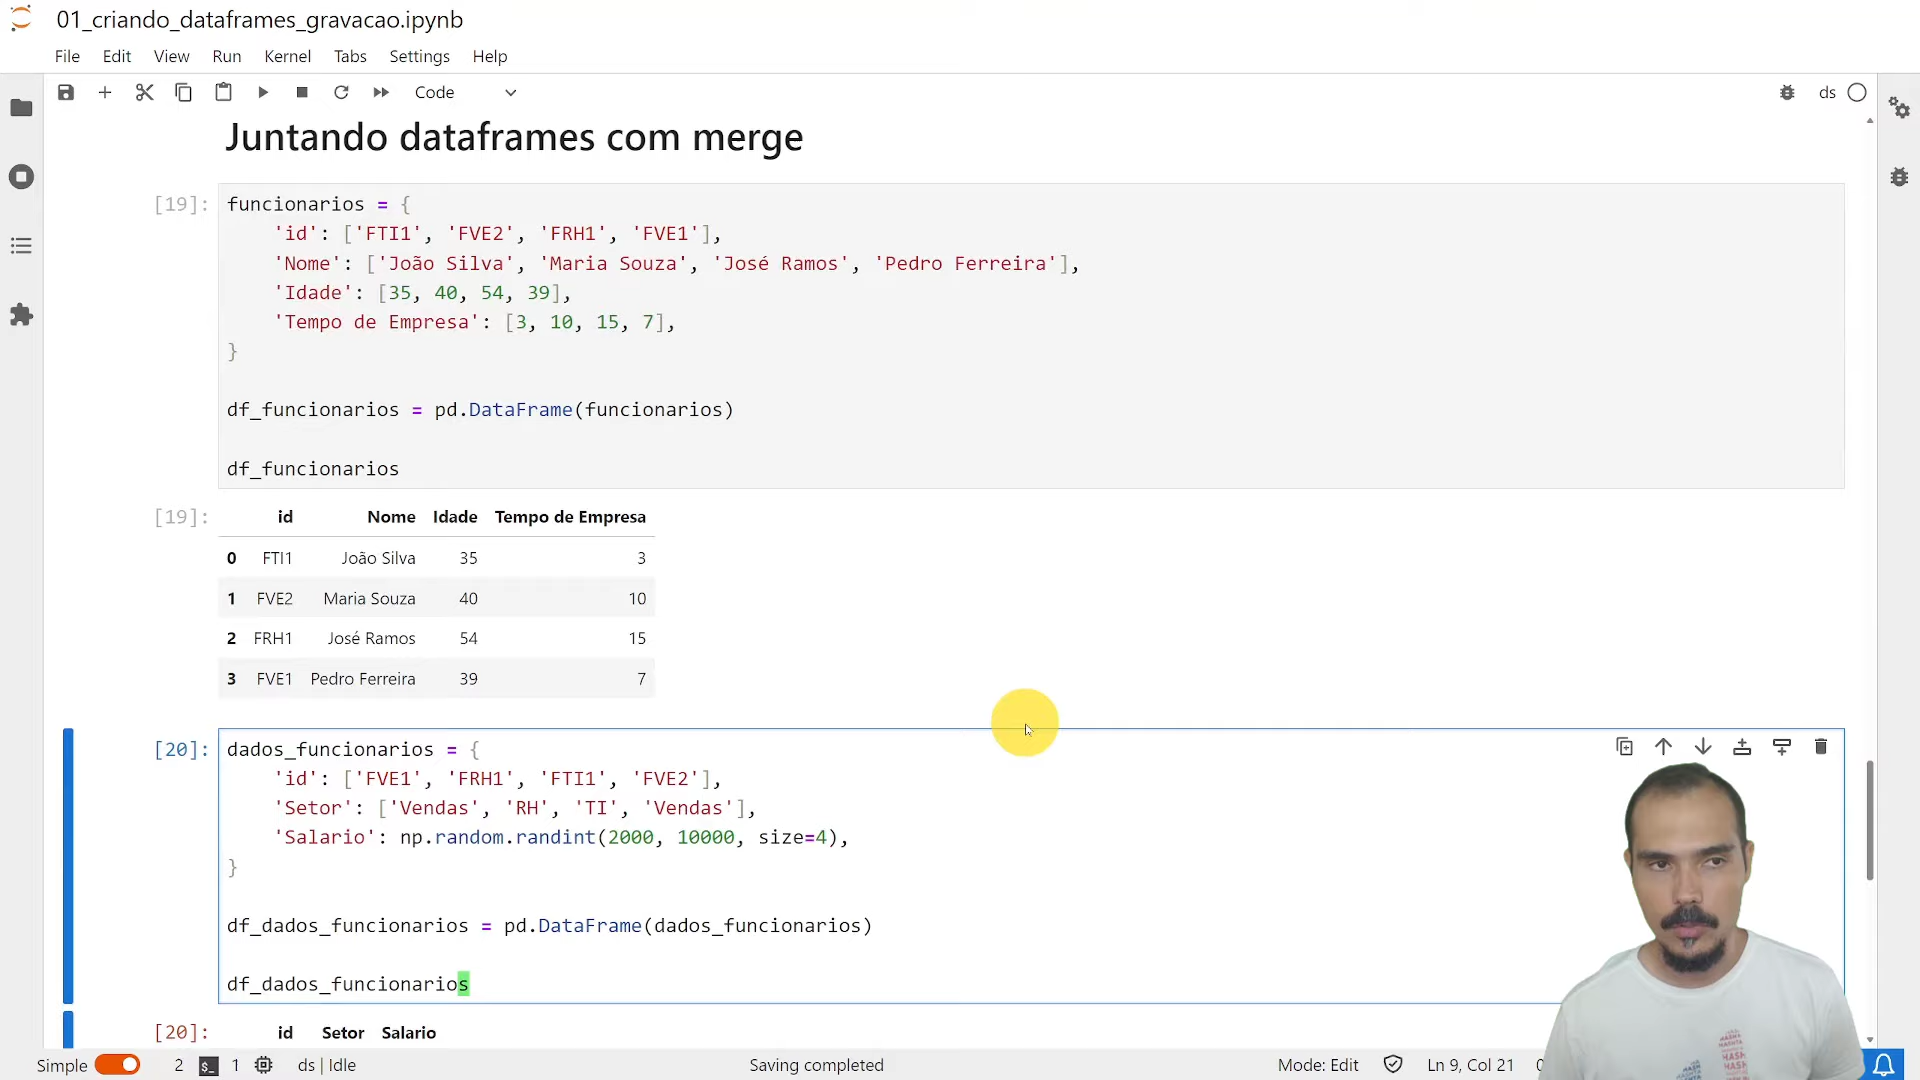 01_criando_dataframes_gravacao.ipynb
File Edit View Run Kernel Tabs Settings Help
Code ds
Juntando dataframes com merge
[19]: funcionarios = {
'id': ['FTI1', 'FVE2', 'FRH1', 'FVE1'],
'Nome': ['João Silva', 'Maria Souza', 'José Ramos', 'Pedro Ferreira'],
'Idade': [35, 40, 54, 39],
'Tempo de Empresa': [3, 10, 15, 7],
}
df_funcionarios = pd.DataFrame(funcionarios)
df_funcionarios
[19]: id Nome Idade Tempo de Empresa
0 FTI1 João Silva 35 3
1 FVE2 Maria Souza 40 10
2 FRH1 José Ramos 54 15
3 FVE1 Pedro Ferreira 39 7
[20]: dados_funcionarios = {
'id': ['FVE1', 'FRH1', 'FTI1', 'FVE2'],
'Setor': ['Vendas', 'RH', 'TI', 'Vendas'],
'Salario': np.random.randint(2000, 10000, size=4),
}
df_dados_funcionarios = pd.DataFrame(dados_funcionarios)
df_dados_funcionarios
[20]: id Setor Salario
Simple 2 1 ds | Idle Saving completed Mode: Edit Ln 9, Col 21